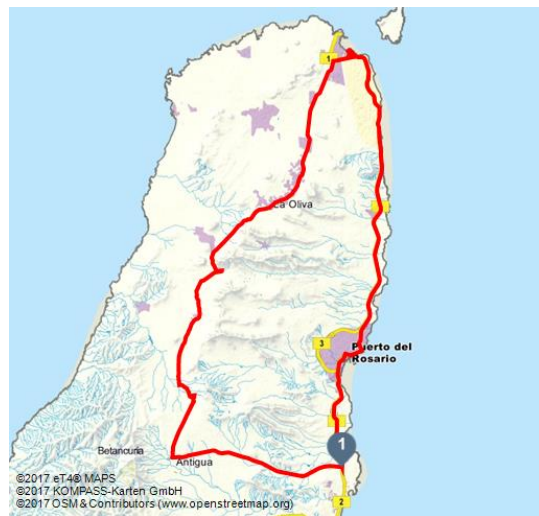 1
La Oliva
3
Puerto del
Rosario
1
Betancuria
Antigua
2
©2017 eT4® MAPS
©2017 KOMPASS-Karten GmbH
©2017 OSM & Contributors (www.openstreetmap.org)